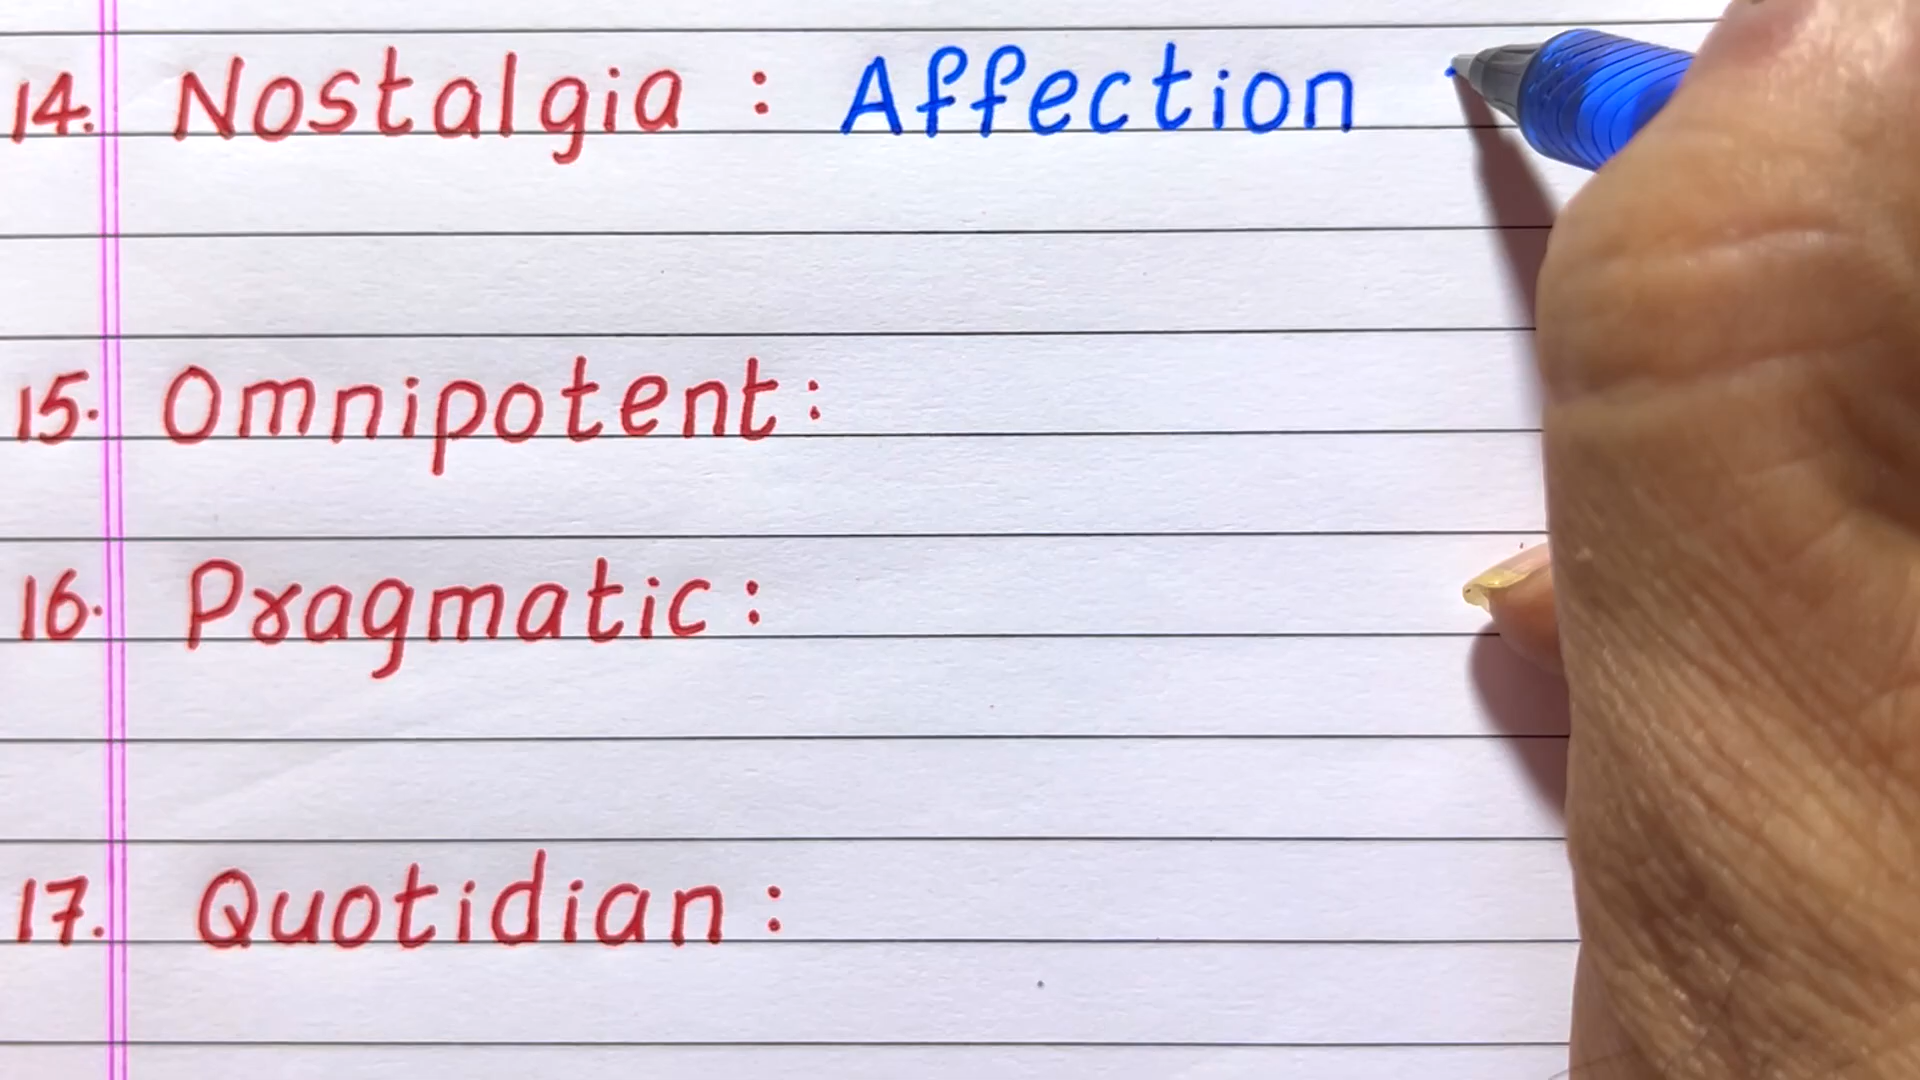 14. Nostalgia : Affection
15. Omnipotent:
16. Pragmatic:
17. Quotidian: